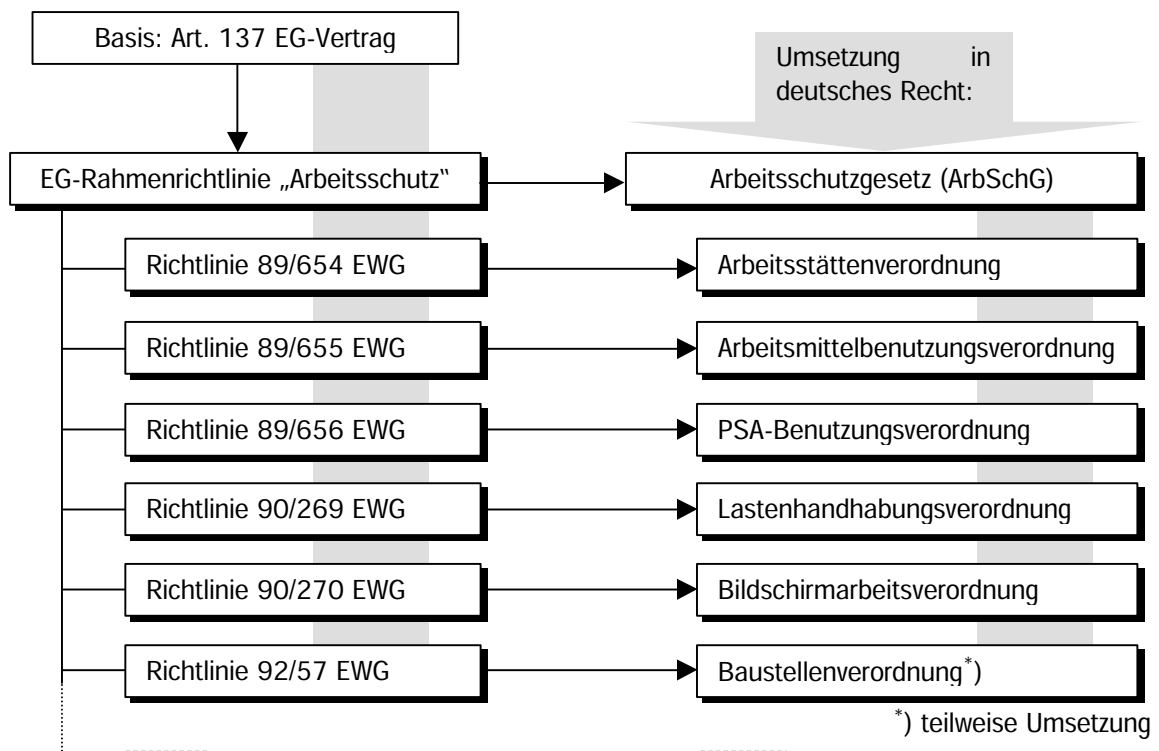 Basis: Art. 137 EG-Vertrag
Umsetzung in
deutsches Recht:
EG-Rahmenrichtlinie „Arbeitsschutz“
Arbeitsschutzgesetz (ArbSchG)
Richtlinie 89/654 EWG
Arbeitsstättenverordnung
Richtlinie 89/655 EWG
Arbeitsmittelbenutzungsverordnung
Richtlinie 89/656 EWG
PSA-Benutzungsverordnung
Richtlinie 90/269 EWG
Lastenhandhabungsverordnung
Richtlinie 90/270 EWG
Bildschirmarbeitsverordnung
Richtlinie 92/57 EWG
Baustellenverordnung*)
*) teilweise Umsetzung